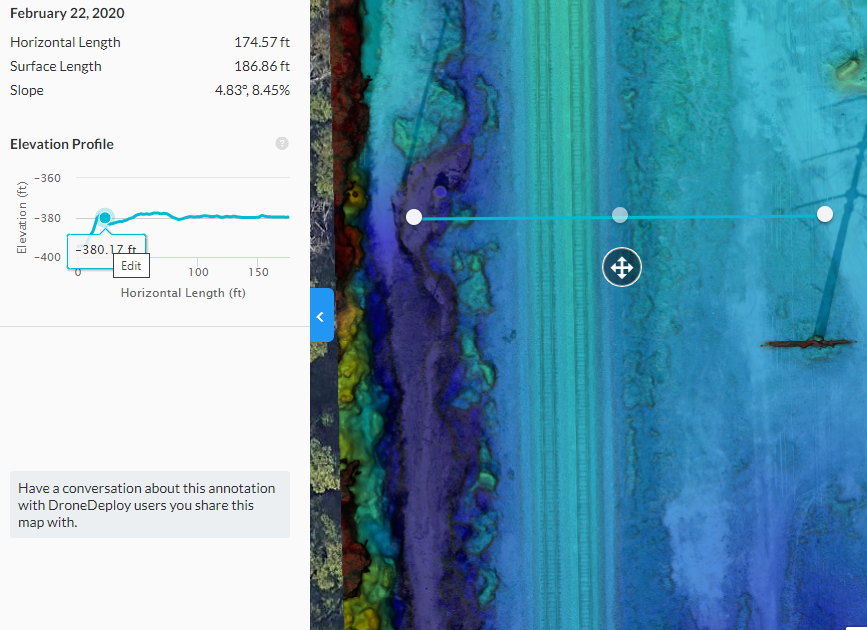 February 22, 2020
Horizontal Length 174.57 ft
Surface Length 186.86 ft
Slope 4.83°, 8.45%
Elevation Profile ?
Elevation (ft)
−360
−380
−400
−380.17 ft
Edit
0 100 150
Horizontal Length (ft)
Have a conversation about this annotation
with DroneDeploy users you share this
map with.